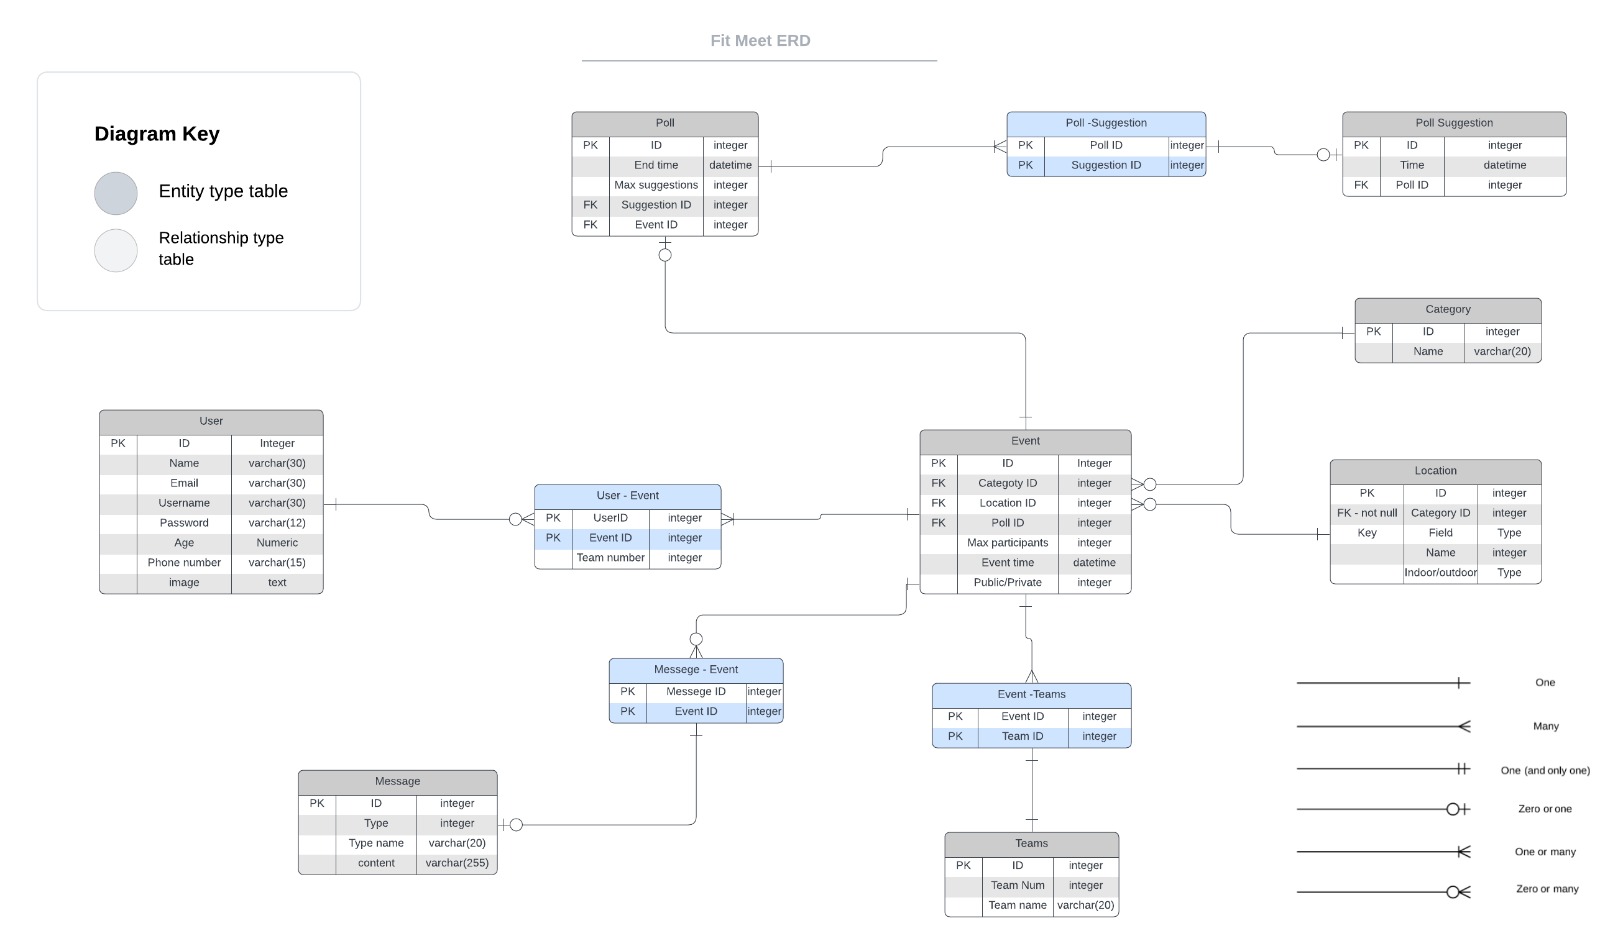 Fit Meet ERD
Diagram Key
Entity type table
Relationship type
table
Poll
PK ID integer
End time datetime
Max suggestions integer
FK Suggestion ID integer
FK Event ID integer
Poll -Suggestion
PK Poll ID integer
PK Suggestion ID integer
Poll Suggestion
PK ID integer
Time datetime
FK Poll ID integer
Category
PK ID integer
Name varchar(20)
User
PK ID Integer
Name varchar(30)
Email varchar(30)
Username varchar(30)
Password varchar(12)
Age Numeric
Phone number varchar(15)
image text
User - Event
PK UserID integer
PK Event ID integer
Team number integer
Event
PK ID Integer
FK Categoty ID integer
FK Location ID integer
FK Poll ID integer
Max participants integer
Event time datetime
Public/Private integer
Location
PK ID integer
FK - not null Category ID integer
Key Field Type
Name integer
Indoor/outdoor Type
Messege - Event
PK Messege ID integer
PK Event ID integer
Event -Teams
PK Event ID integer
PK Team ID integer
Message
PK ID integer
Type integer
Type name varchar(20)
content varchar(255)
Teams
PK ID integer
Team Num integer
Team name varchar(20)
One
Many
One (and only one)
Zero or one
One or many
Zero or many